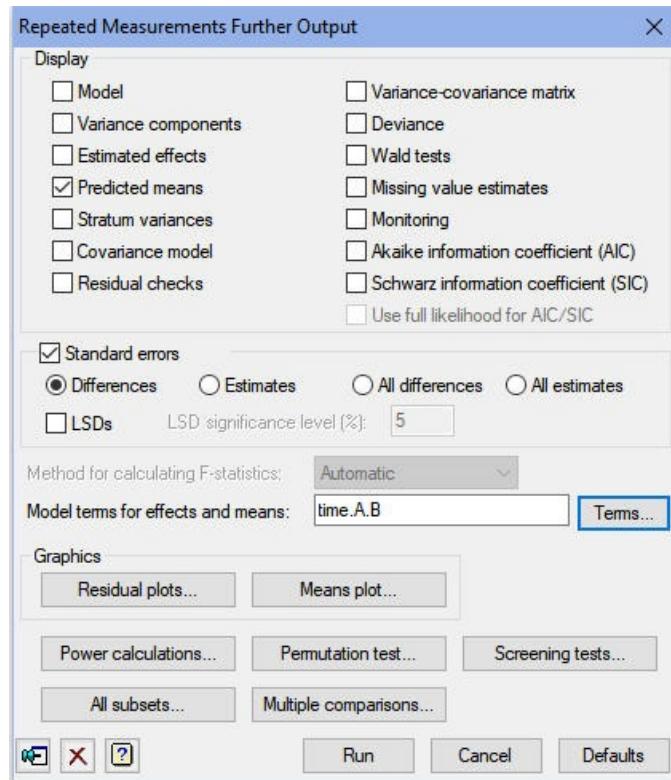 Repeated Measurements Further Output
Display
Model
Variance-covariance matrix
Variance components
Deviance
Estimated effects
Wald tests
Predicted means
Missing value estimates
Stratum variances
Monitoring
Covariance model
Akaike information coefficient (AIC)
Residual checks
Schwarz information coefficient (SIC)
Use full likelihood for AIC/SIC
Standard errors
Differences Estimates All differences All estimates
LSDs LSD significance level (%): 5
Method for calculating F-statistics: Automatic
Model terms for effects and means: time.A.B Terms...
Graphics
Residual plots... Means plot...
Power calculations... Permutation test... Screening tests...
All subsets... Multiple comparisons...
Run Cancel Defaults